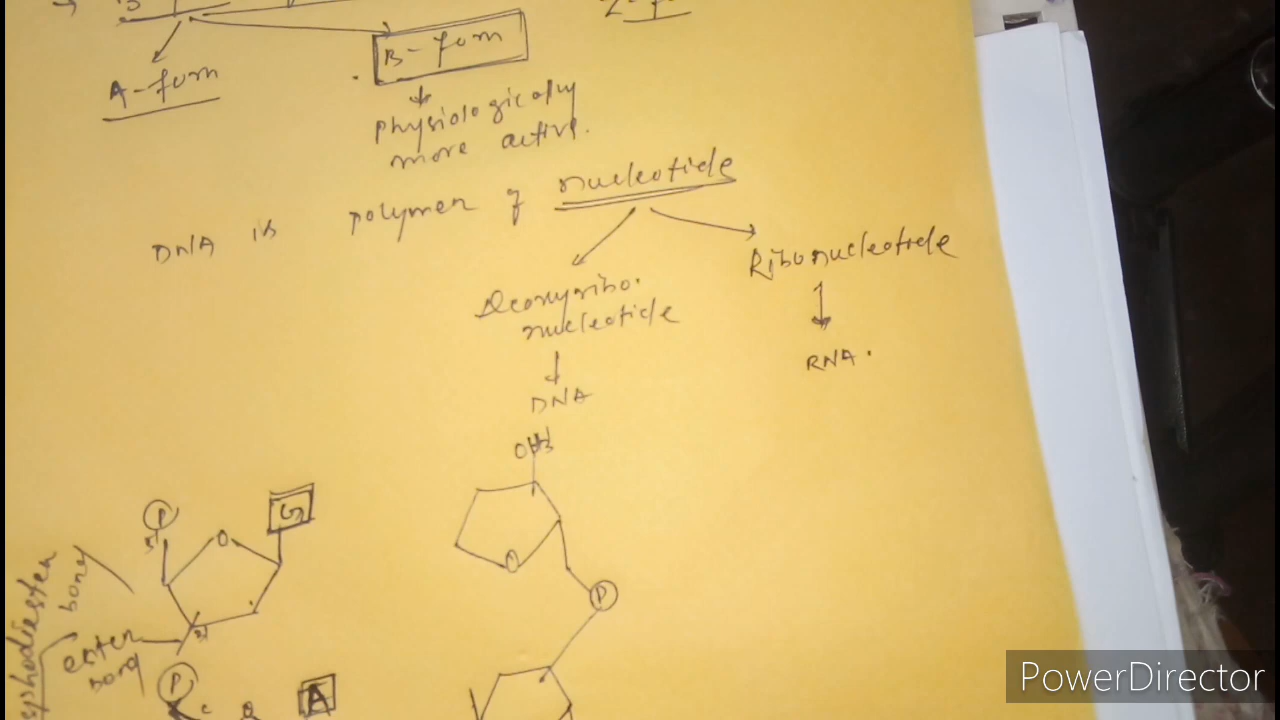 A-form
B-form
Physiologically
more active.
DNA is polymer of nucleotide
Deoxyribo.
nucleotide
Ribonucleotide
DNA
RNA.
OH
P
G
O
O
P
bond
ester
bond
P
A
PowerDirector